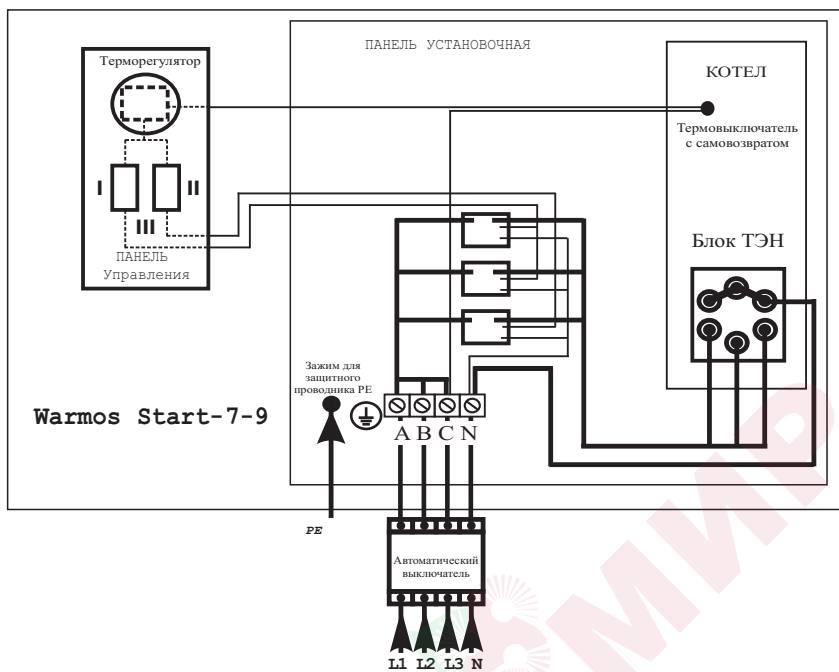 ПАНЕЛЬ УСТАНОВОЧНАЯ
Терморегулятор
КОТЕЛ
Термовыключатель
с самовозвратом
I
II
III
ПАНЕЛЬ
Управления
Блок ТЭН
Зажим для
защитного
проводника PE
Warmos Start-7-9
A B C N
PE
Автоматический
выключатель
L1 L2 L3 N
АМИР